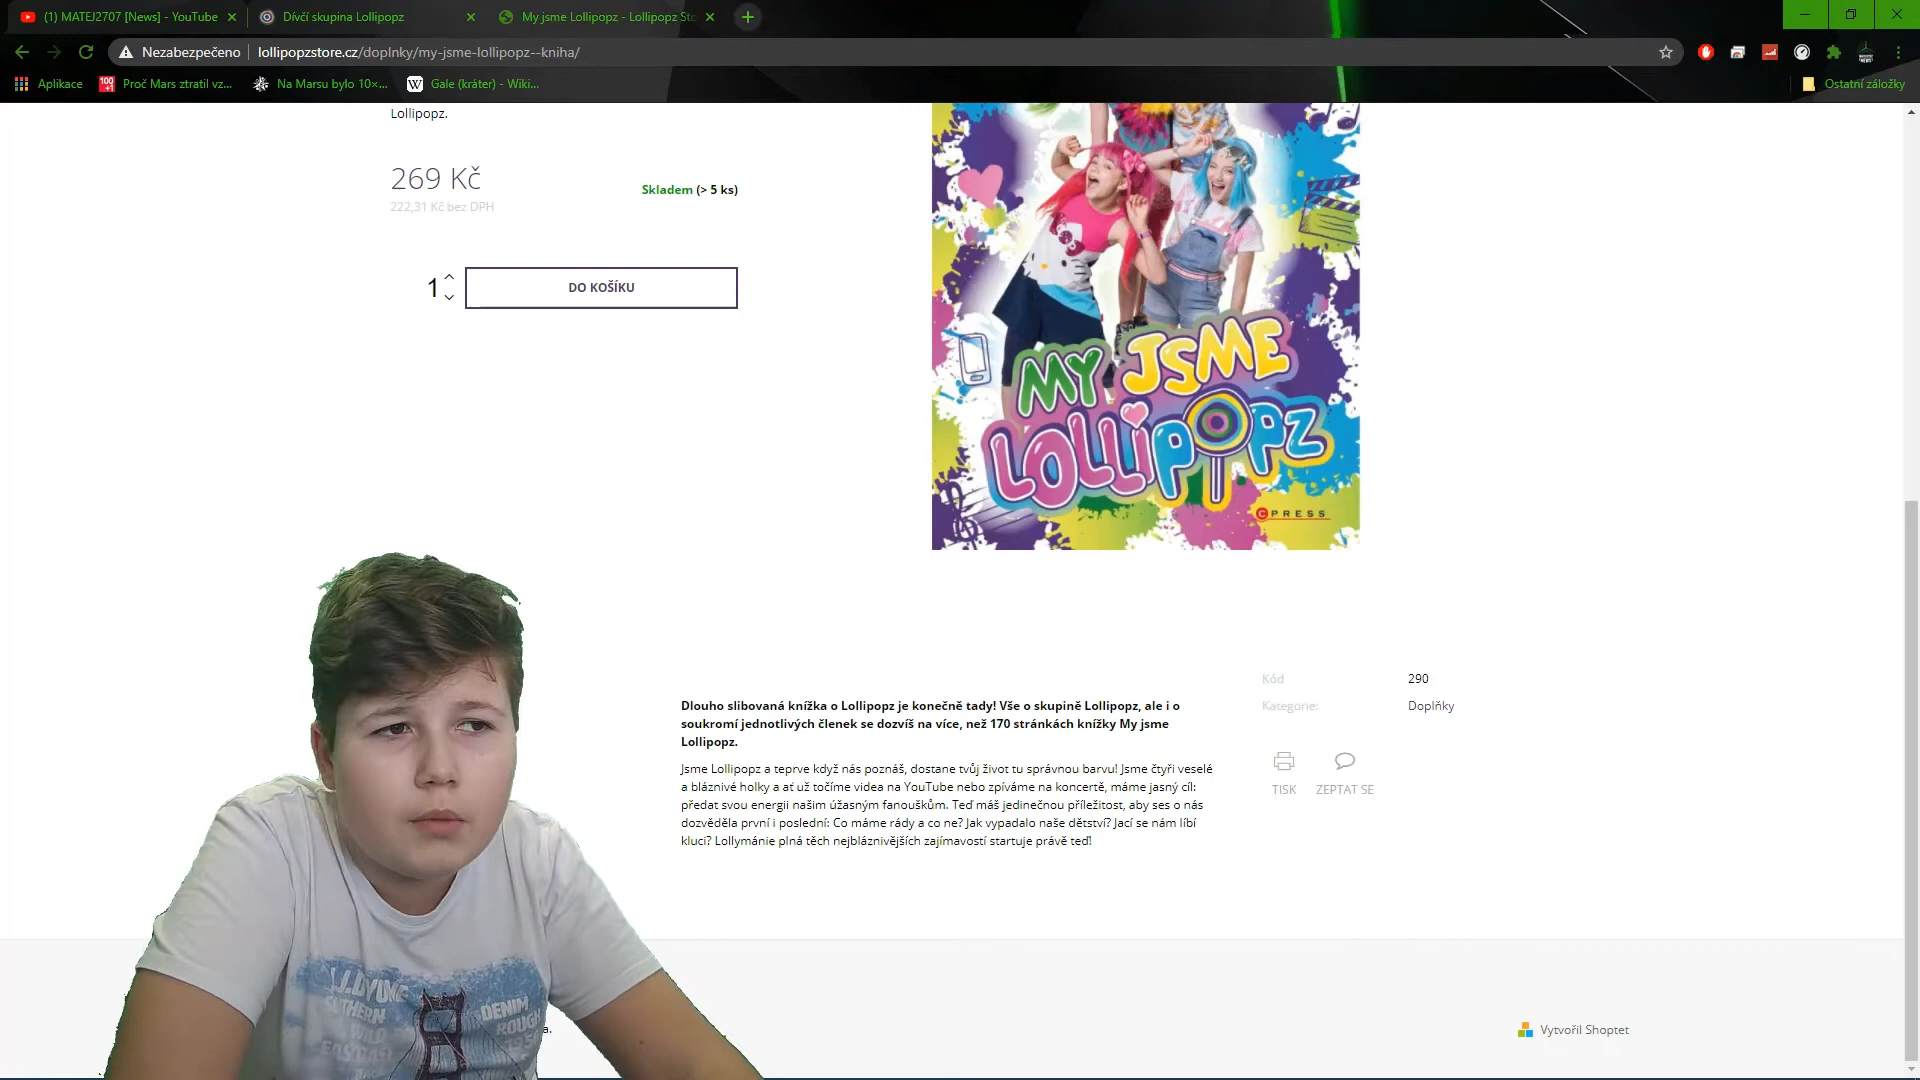 (1) MATEJ2707 [News] - YouTube
Dívčí skupina Lollipopz
My jsme Lollipopz - Lollipopz Sto
Nezabezpečeno
lollipopzstore.cz/doplnky/my-jsme-lollipopz--kniha/
Aplikace
100
+1
Proč Mars ztratil vz...
Na Marsu bylo 10×...
W
Gale (kráter) - Wiki...
Ostatní záložky
Lollipopz.
269 Kč
222,31 Kč bez DPH
Skladem (> 5 ks)
1
DO KOŠÍKU
MY JSME
LOLLIPOPZ
CPRESS
Dlouho slibovaná knížka o Lollipopz je konečně tady! Vše o skupině Lollipopz, ale i o
soukromí jednotlivých členek se dozvíš na více, než 170 stránkách knížky My jsme
Lollipopz.
Jsme Lollipopz a teprve když nás poznáš, dostane tvůj život tu správnou barvu! Jsme čtyři veselé
a bláznivé holky a ať už točíme videa na YouTube nebo zpíváme na koncertě, máme jasný cíl:
předat svou energii našim úžasným fanouškům. Teď máš jedinečnou příležitost, aby ses o nás
dozvěděla první i poslední: Co máme rády a co ne? Jak vypadalo naše dětství? Jací se nám líbí
kluci? Lollymánie plná těch nejbláznivějších zajímavostí startuje právě teď!
Kód
290
Kategorie:
Doplňky
TISK
ZEPTAT SE
DENIM
ROUGH
a.
Vytvořil Shoptet